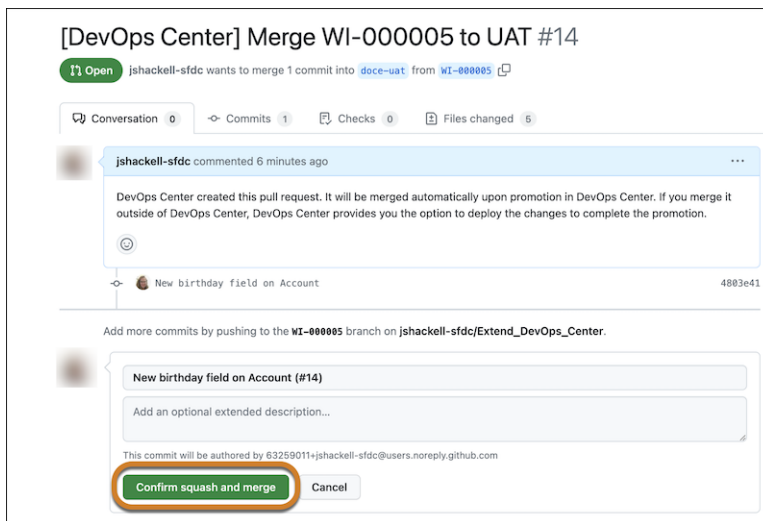 [DevOps Center] Merge WI-000005 to UAT #14
Open jshackell-sfdc wants to merge 1 commit into doce-uat from WI-000005
Conversation 0 Commits 1 Checks 0 Files changed 5
jshackell-sfdc commented 6 minutes ago
DevOps Center created this pull request. It will be merged automatically upon promotion in DevOps Center. If you merge it
outside of DevOps Center, DevOps Center provides you the option to deploy the changes to complete the promotion.
New birthday field on Account 4803e41
Add more commits by pushing to the WI-000005 branch on jshackell-sfdc/Extend_DevOps_Center.
New birthday field on Account (#14)
Add an optional extended description...
This commit will be authored by 63259011+jshackell-sfdc@users.noreply.github.com
Confirm squash and merge Cancel